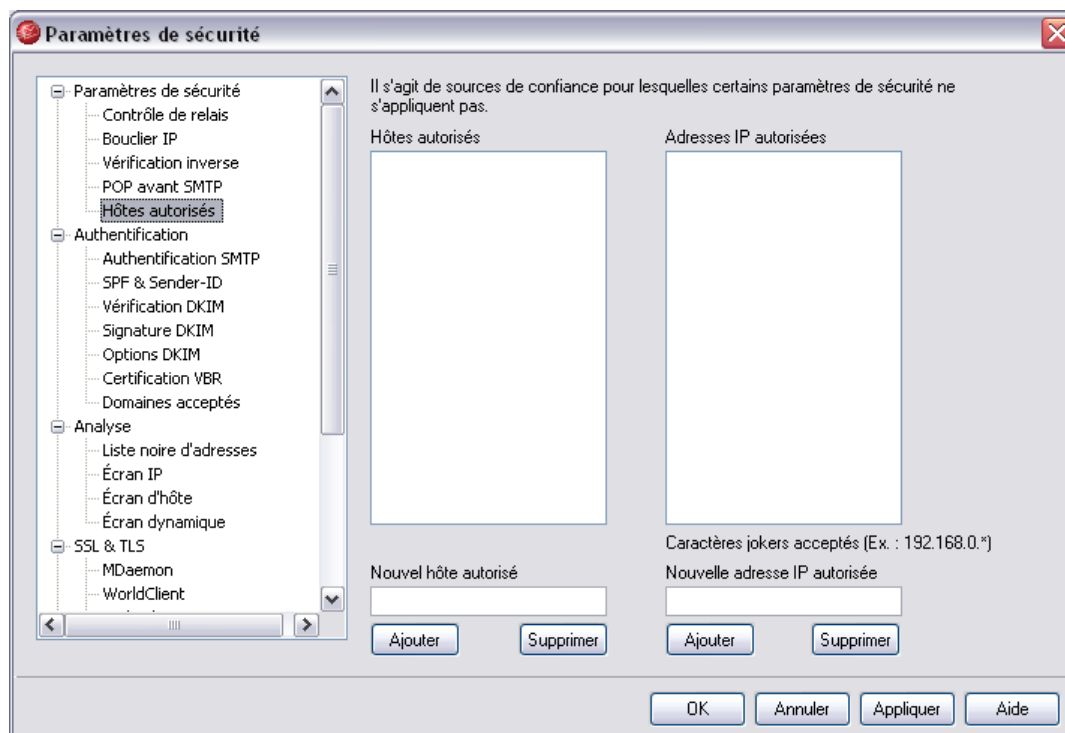 Paramètres de sécurité
Paramètres de sécurité
Contrôle de relais
Bouclier IP
Vérification inverse
POP avant SMTP
Hôtes autorisés
Authentification
Authentification SMTP
SPF & Sender-ID
Vérification DKIM
Signature DKIM
Options DKIM
Certification VBR
Domaines acceptés
Analyse
Liste noire d'adresses
Écran IP
Écran d'hôte
Écran dynamique
SSL & TLS
MDaemon
WorldClient
Il s'agit de sources de confiance pour lesquelles certains paramètres de sécurité ne
s'appliquent pas.
Hôtes autorisés
Adresses IP autorisées
Caractères jokers acceptés (Ex. : 192.168.0.*)
Nouvel hôte autorisé
Nouvelle adresse IP autorisée
Ajouter
Supprimer
Ajouter
Supprimer
OK
Annuler
Appliquer
Aide